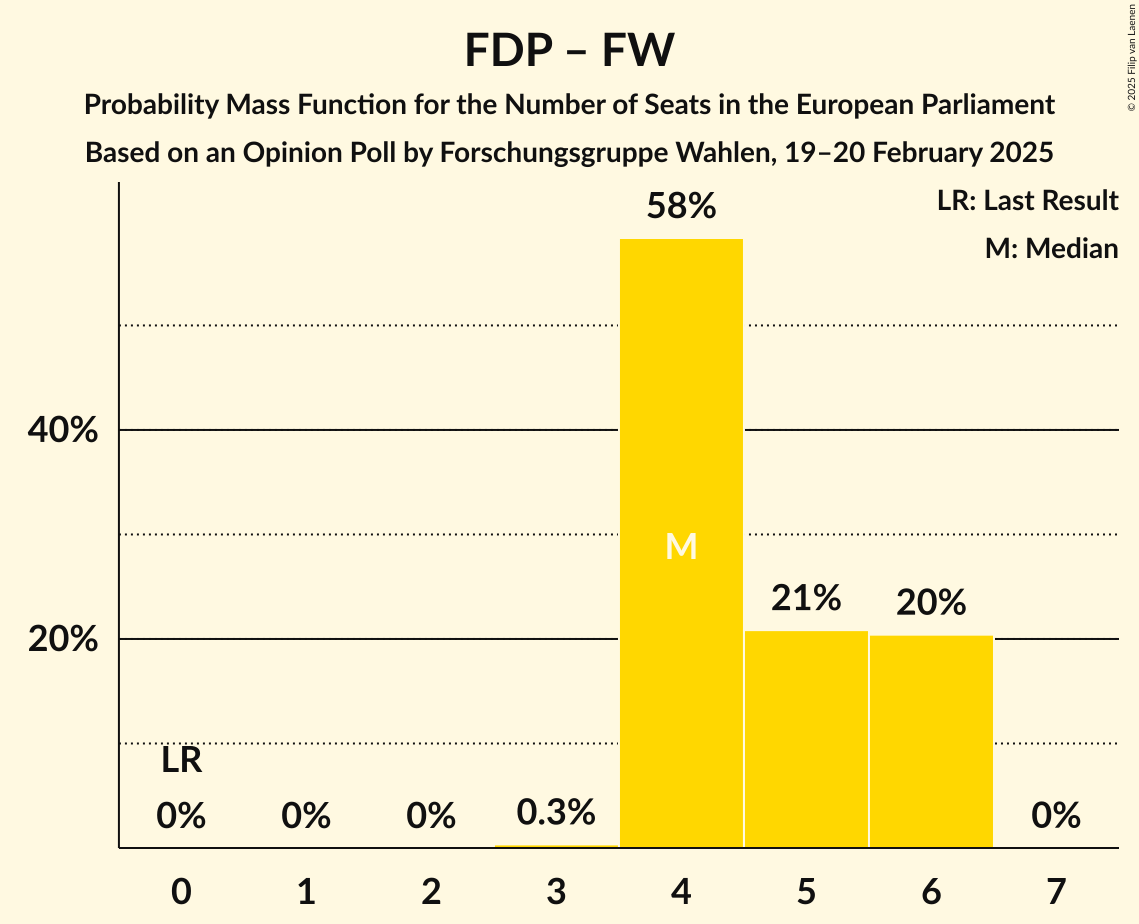 FDP – FW
Probability Mass Function for the Number of Seats in the European Parliament
Based on an Opinion Poll by Forschungsgruppe Wahlen, 19–20 February 2025
© 2025 Filip van Laenen
LR: Last Result
M: Median
58%
40%
M
21%
20%
20%
LR
0%
0%
0%
0.3%
0%
0
1
2
3
4
5
6
7